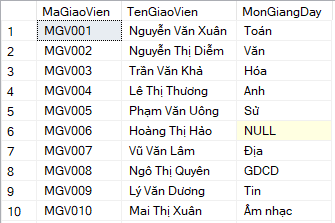 MaGiaoVien TenGiaoVien MonGiangDay
1 MGV001 Nguyễn Văn Xuân Toán
2 MGV002 Nguyễn Thị Diễm Văn
3 MGV003 Trần Văn Khả Hóa
4 MGV004 Lê Thị Thương Anh
5 MGV005 Phạm Văn Uông Sử
6 MGV006 Hoàng Thị Hảo NULL
7 MGV007 Vũ Văn Lâm Địa
8 MGV008 Ngô Thị Quyên GDCD
9 MGV009 Lý Văn Dương Tin
10 MGV010 Mai Thị Xuân Âm nhạc